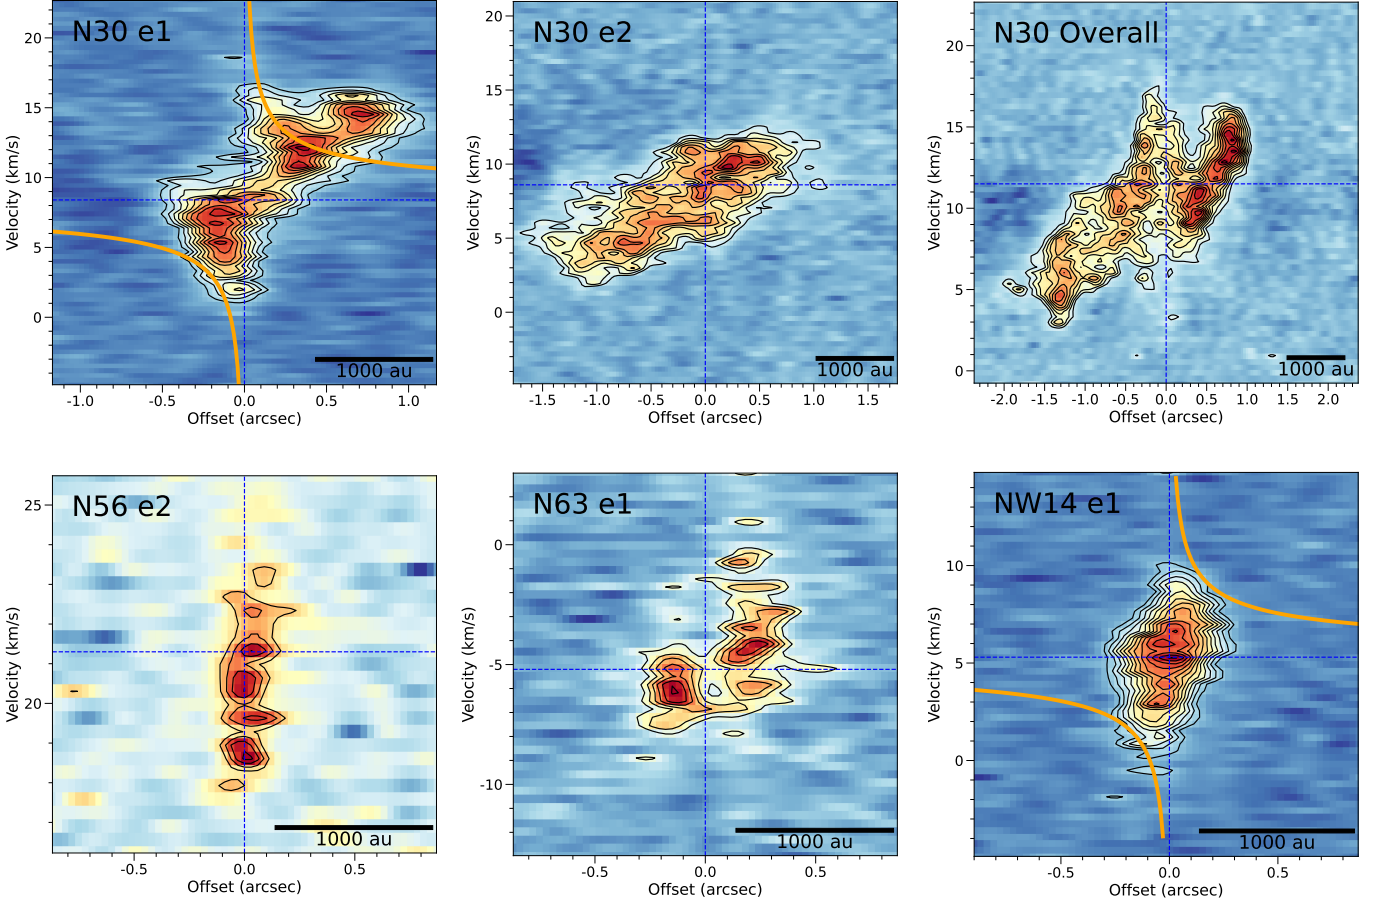 N30 e1
20
15
10
5
0
Velocity (km/s)
1000 au
-1.0 -0.5 0.0 0.5 1.0
Offset (arcsec)
N30 e2
20
15
10
5
0
Velocity (km/s)
1000 au
-1.5 -1.0 -0.5 0.0 0.5 1.0 1.5
Offset (arcsec)
N30 Overall
20
15
10
5
0
Velocity (km/s)
1000 au
-2.0 -1.5 -1.0 -0.5 0.0 0.5 1.0 1.5 2.0
Offset (arcsec)
N56 e2
25
20
Velocity (km/s)
1000 au
-0.5 0.0 0.5
Offset (arcsec)
N63 e1
0
-5
-10
Velocity (km/s)
1000 au
-0.5 0.0 0.5
Offset (arcsec)
NW14 e1
10
5
0
Velocity (km/s)
1000 au
-0.5 0.0 0.5
Offset (arcsec)